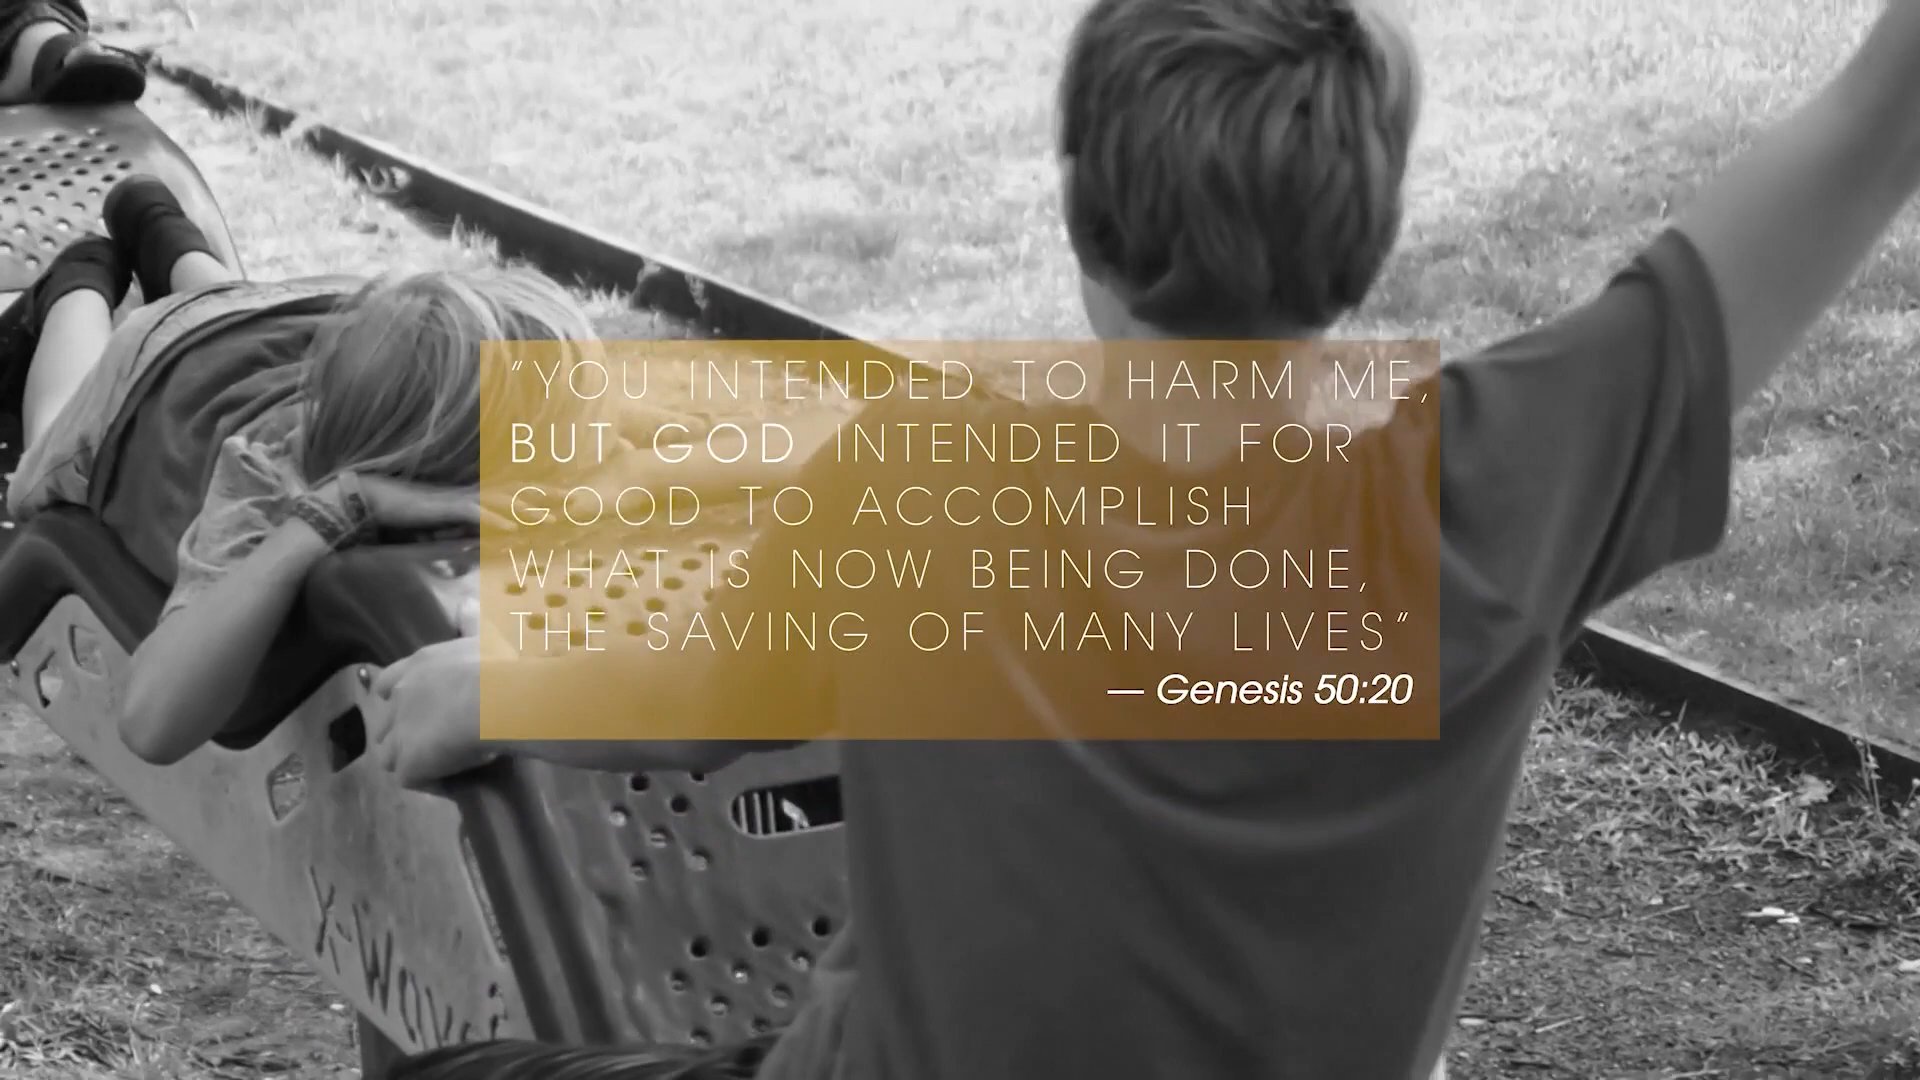 “YOU INTENDED TO HARM ME,
BUT GOD INTENDED IT FOR
GOOD TO ACCOMPLISH
WHAT IS NOW BEING DONE,
THE SAVING OF MANY LIVES“
— Genesis 50:20